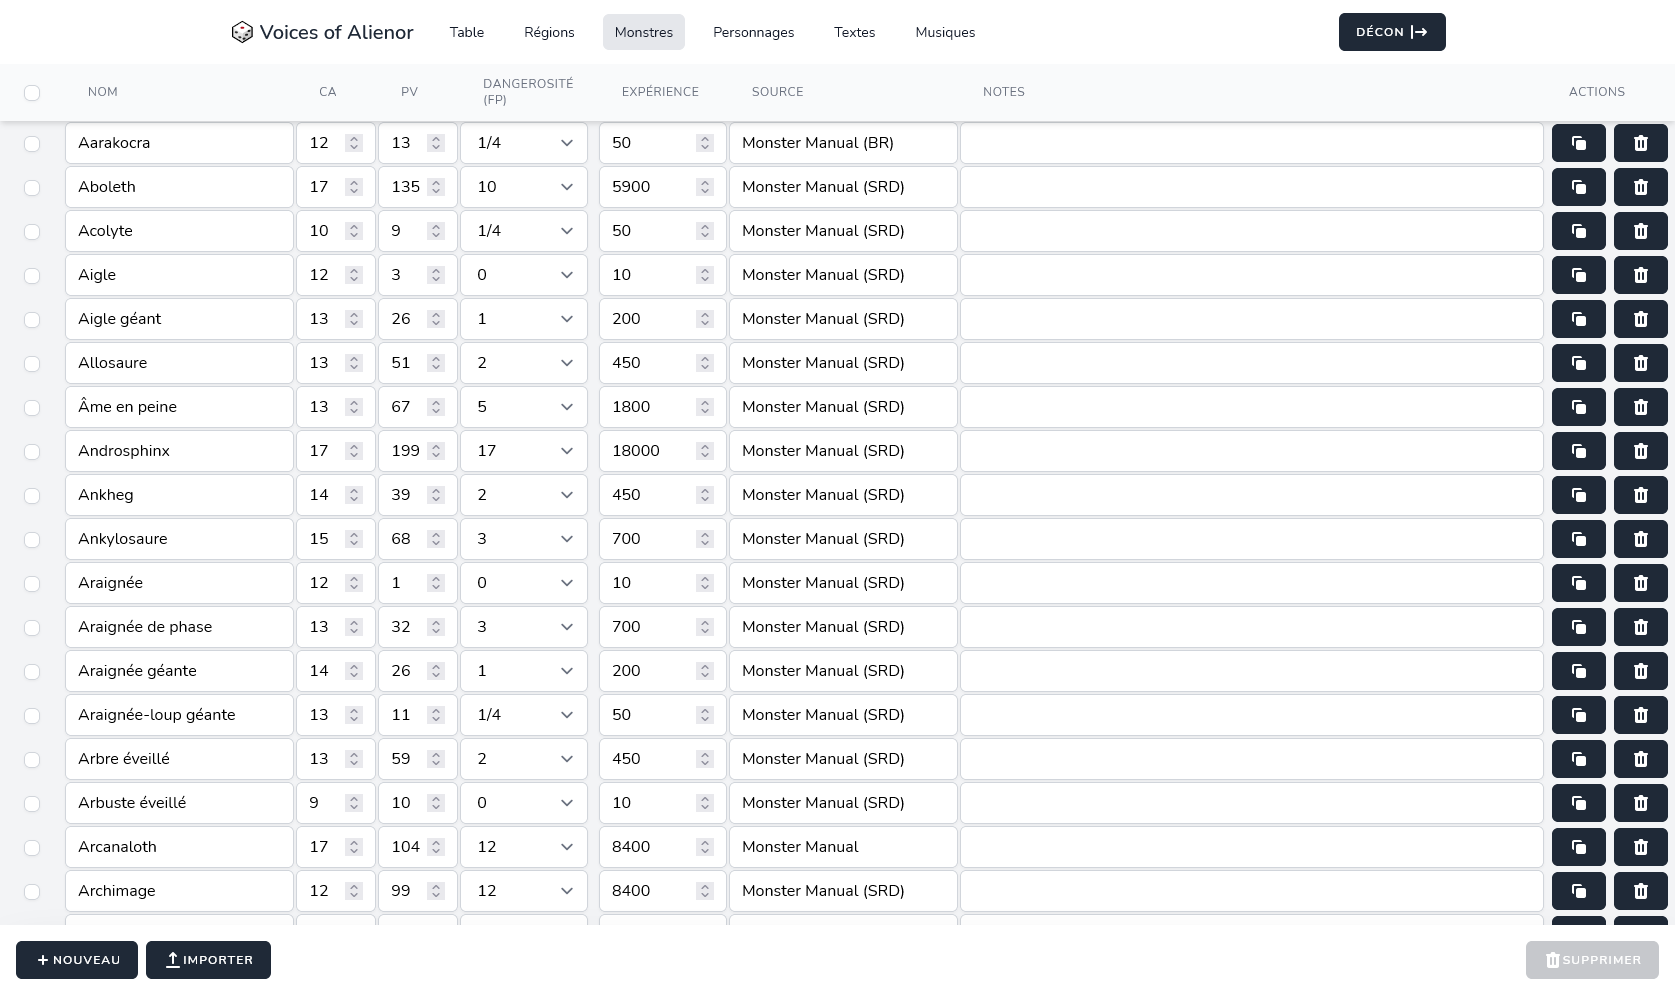 Voices of Alienor Table Régions Monstres Personnages Textes Musiques DÉCON
NOM CA PV DANGEROSITÉ (FP) EXPÉRIENCE SOURCE NOTES ACTIONS
Aarakocra 12 13 1/4 50 Monster Manual (BR)
Aboleth 17 135 10 5900 Monster Manual (SRD)
Acolyte 10 9 1/4 50 Monster Manual (SRD)
Aigle 12 3 0 10 Monster Manual (SRD)
Aigle géant 13 26 1 200 Monster Manual (SRD)
Allosaure 13 51 2 450 Monster Manual (SRD)
Âme en peine 13 67 5 1800 Monster Manual (SRD)
Androsphinx 17 199 17 18000 Monster Manual (SRD)
Ankheg 14 39 2 450 Monster Manual (SRD)
Ankylosaure 15 68 3 700 Monster Manual (SRD)
Araignée 12 1 0 10 Monster Manual (SRD)
Araignée de phase 13 32 3 700 Monster Manual (SRD)
Araignée géante 14 26 1 200 Monster Manual (SRD)
Araignée-loup géante 13 11 1/4 50 Monster Manual (SRD)
Arbre éveillé 13 59 2 450 Monster Manual (SRD)
Arbuste éveillé 9 10 0 10 Monster Manual (SRD)
Arcanaloth 17 104 12 8400 Monster Manual
Archimage 12 99 12 8400 Monster Manual (SRD)
+ NOUVEAU IMPORTER SUPPRIMER